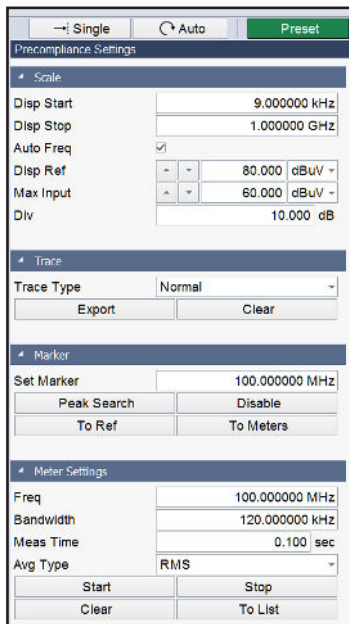 Single Auto Preset
Precompliance Settings
Scale
Disp Start 9.000000 kHz
Disp Stop 1.000000 GHz
Auto Freq
Disp Ref 80.000 dBuV
Max Input 60.000 dBuV
Div 10.000 dB
Trace
Trace Type Normal
Export Clear
Marker
Set Marker 100.000000 MHz
Peak Search Disable
To Ref To Meters
Meter Settings
Freq 100.000000 MHz
Bandwidth 120.000000 kHz
Meas Time 0.100 sec
Avg Type RMS
Start Stop
Clear To List